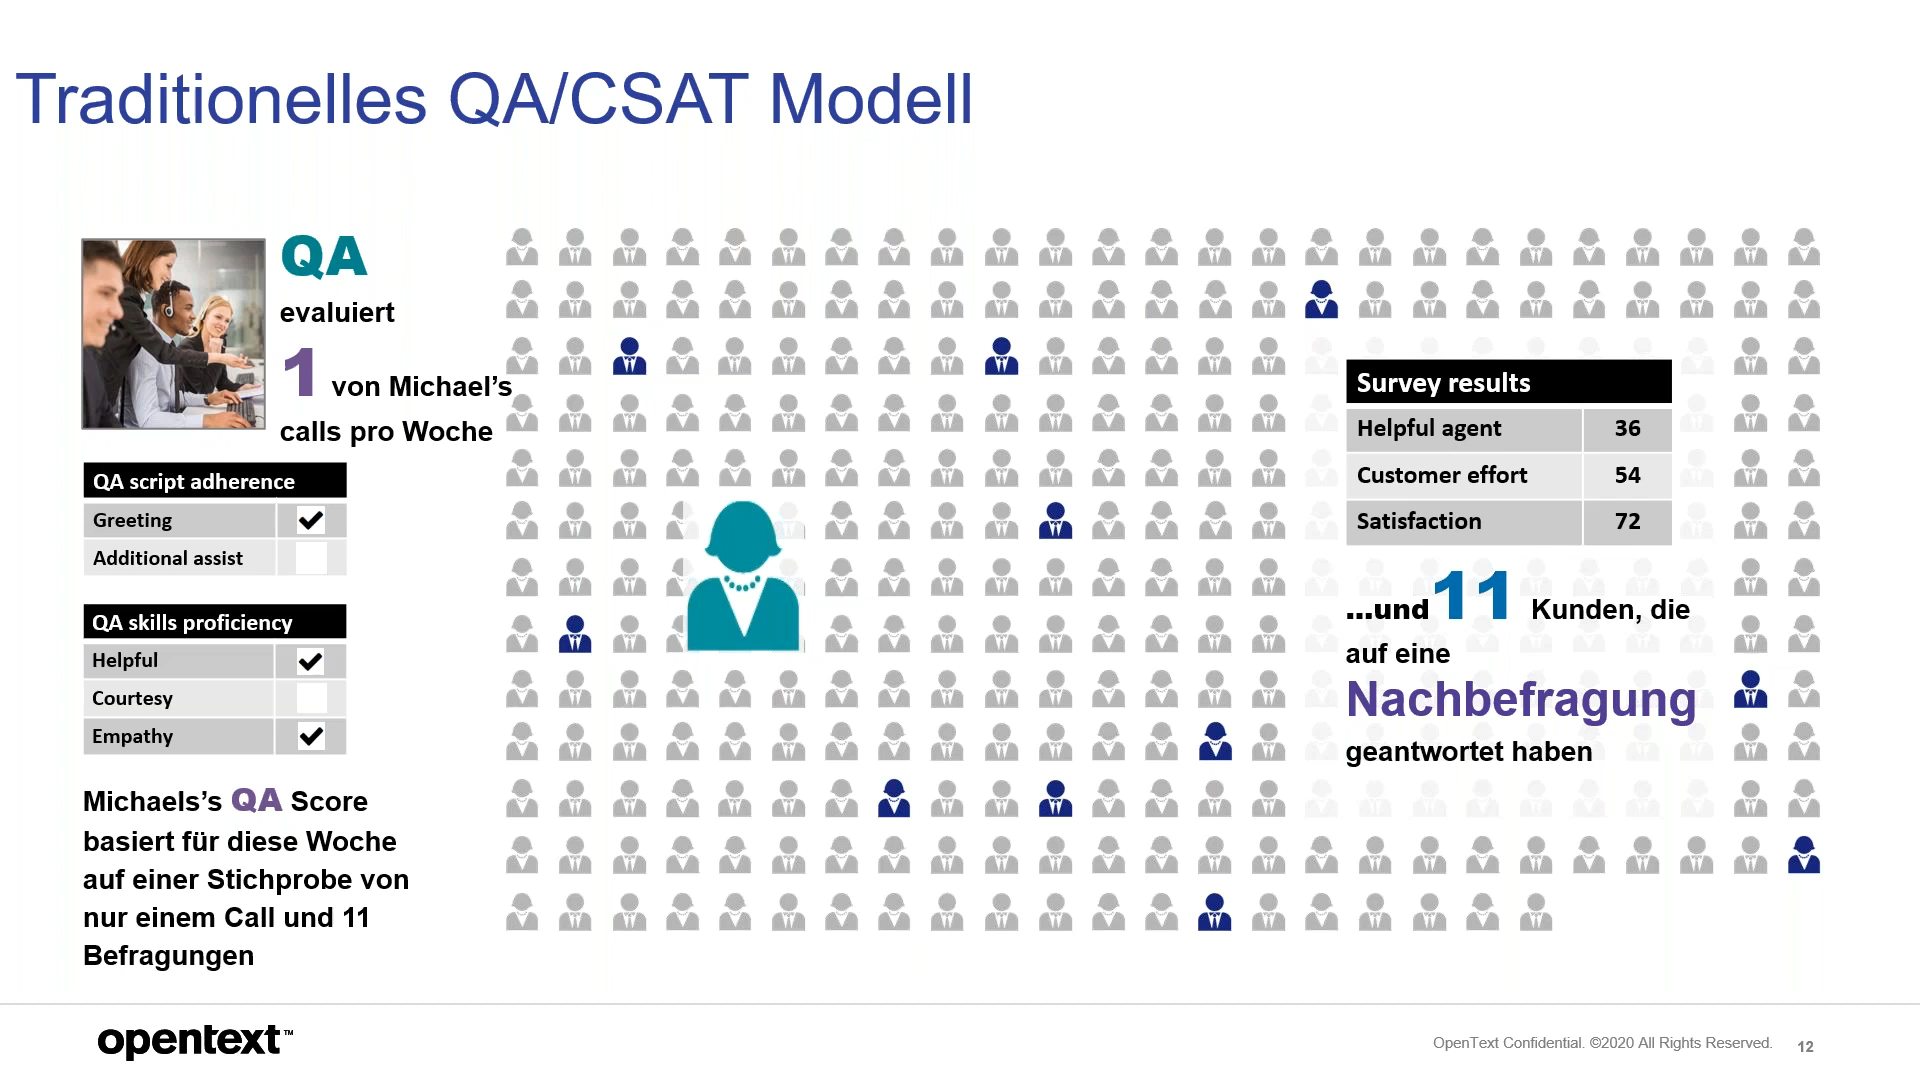 Traditionelles QA/CSAT Modell
QA
evaluiert
1 von Michael’s
calls pro Woche
QA script adherence
Greeting
Additional assist
QA skills proficiency
Helpful
Courtesy
Empathy
Michaels’s QA Score
basiert für diese Woche
auf einer Stichprobe von
nur einem Call und 11
Befragungen
Survey results
Helpful agent 36
Customer effort 54
Satisfaction 72
...und 11 Kunden, die
auf eine
Nachbefragung
geantwortet haben
opentext™
OpenText Confidential. ©2020 All Rights Reserved. 12